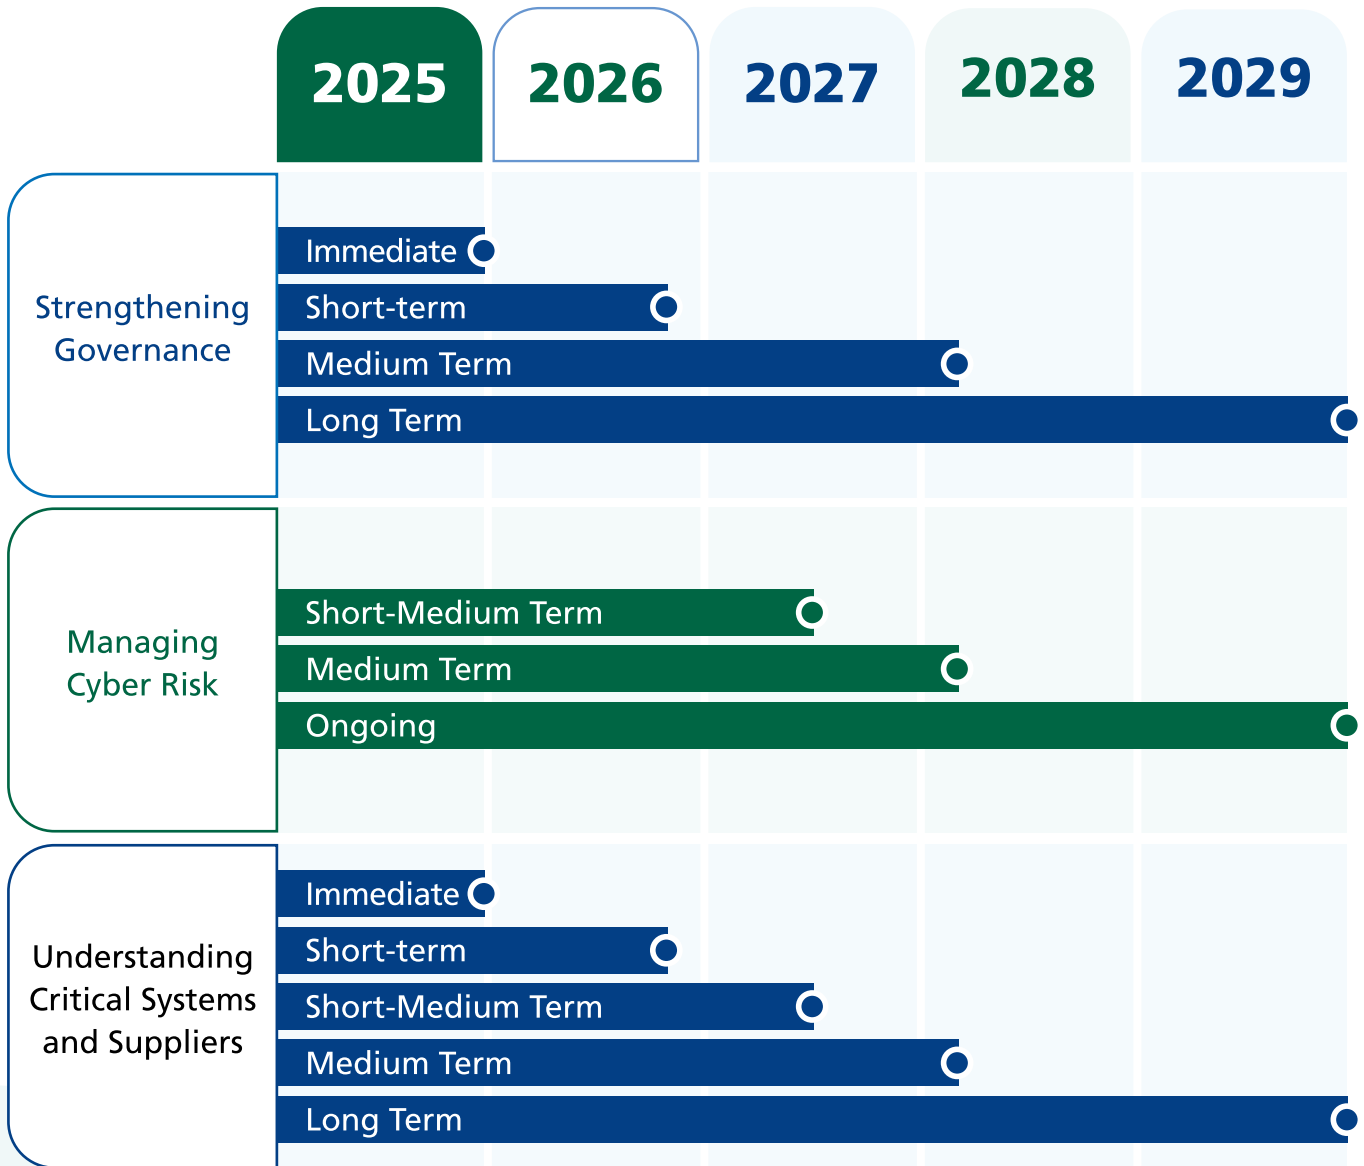 2025 2026 2027 2028 2029
Strengthening
Governance
Immediate
Short-term
Medium Term
Long Term
Managing
Cyber Risk
Short-Medium Term
Medium Term
Ongoing
Understanding
Critical Systems
and Suppliers
Immediate
Short-term
Short-Medium Term
Medium Term
Long Term